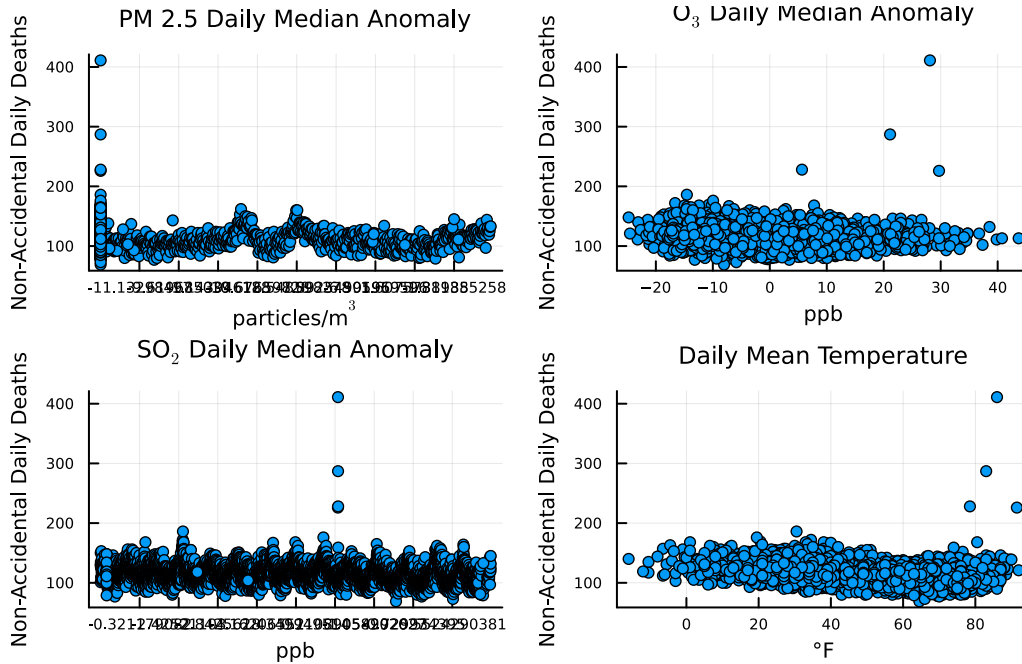 PM 2.5 Daily Median Anomaly
Non-Accidental Daily Deaths
400
300
200
100
particles/m³
O₃ Daily Median Anomaly
Non-Accidental Daily Deaths
400
300
200
100
−20 −10 0 10 20 30 40
ppb
SO₂ Daily Median Anomaly
Non-Accidental Daily Deaths
400
300
200
100
ppb
Daily Mean Temperature
Non-Accidental Daily Deaths
400
300
200
100
0 20 40 60 80
°F